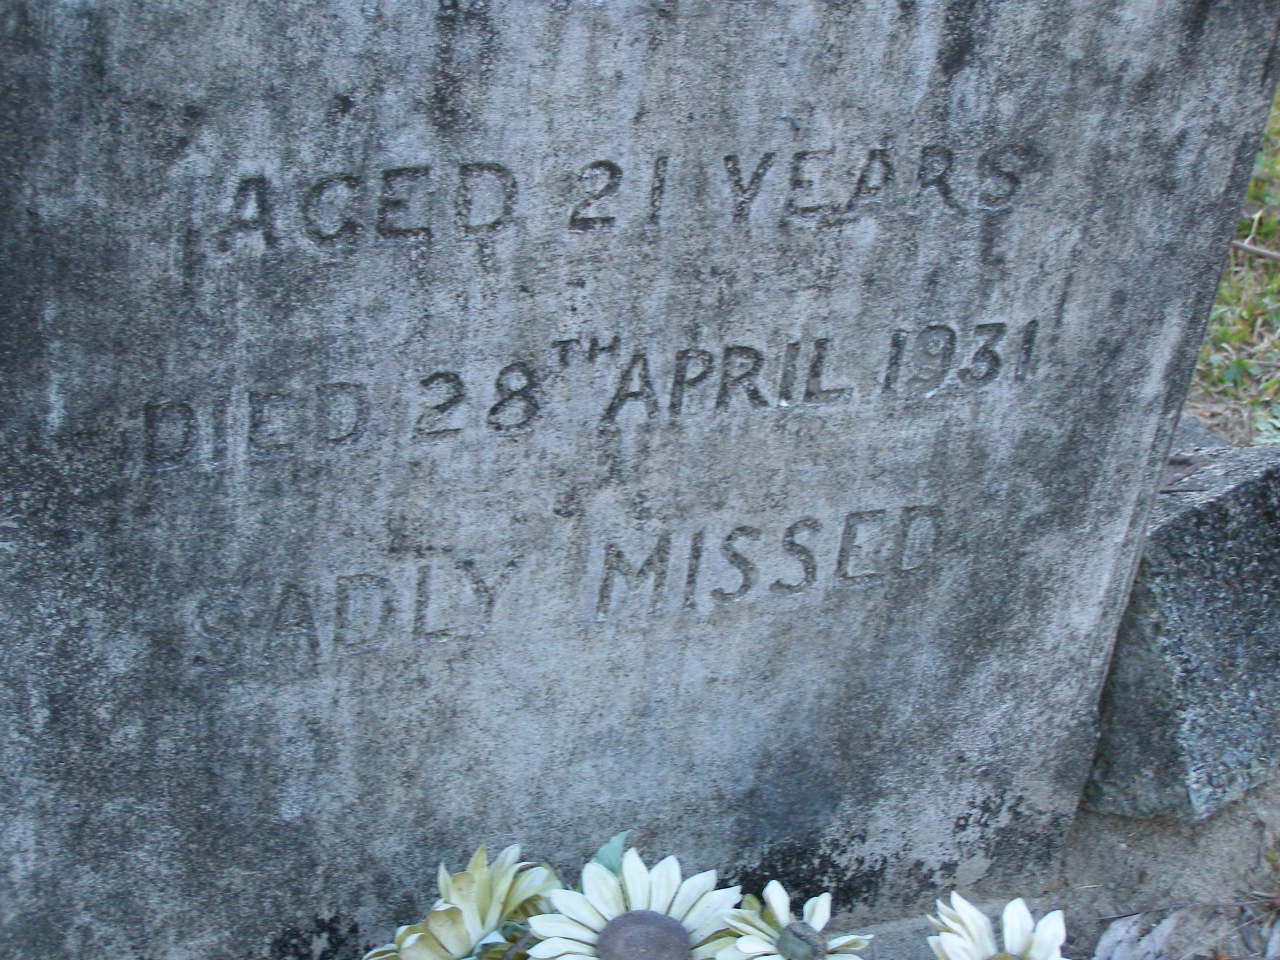 AGED 21 YEARS
DIED 28TH APRIL 1931
SADLY MISSED